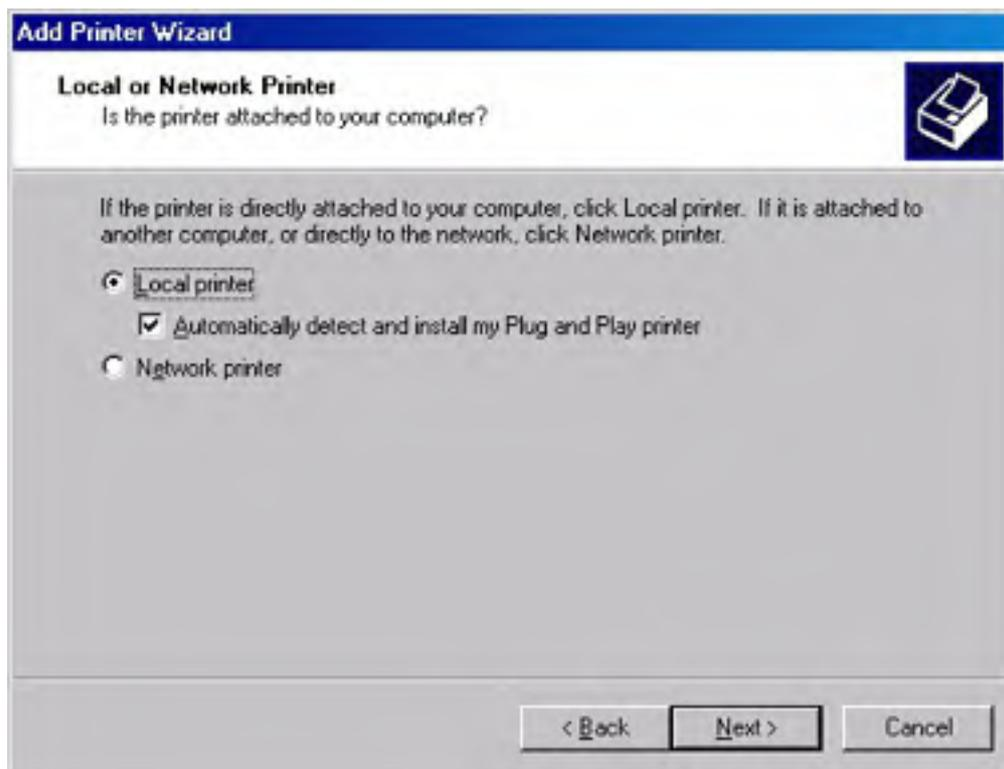 Add Printer Wizard
Local or Network Printer
Is the printer attached to your computer?
If the printer is directly attached to your computer, click Local printer. If it is attached to
another computer, or directly to the network, click Network printer.
Local printer
Automatically detect and install my Plug and Play printer
Network printer
< Back
Next >
Cancel